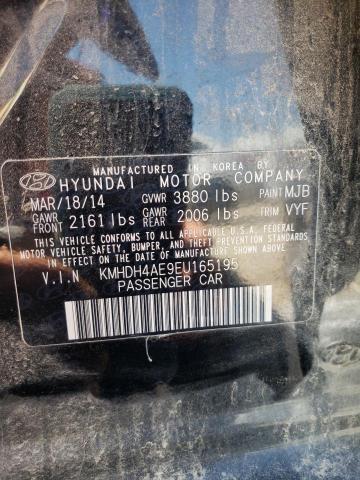 MANUFACTURED IN KOREA BY
HYUNDAI MOTOR COMPANY
MAR/18/14 GVWR 3880 lbs PAINT MJB
GAWR FRONT 2161 lbs GAWR REAR 2006 lbs TRIM VYF
THIS VEHICLE CONFORMS TO ALL APPLICABLE U.S.A. FEDERAL
MOTOR VEHICLE SAFETY, BUMPER, AND THEFT PREVENTION
STANDARDS IN EFFECT ON THE DATE OF MANUFACTURE SHOWN ABOVE.
V.I.N KMHDH4AE9EU165195
PASSENGER CAR